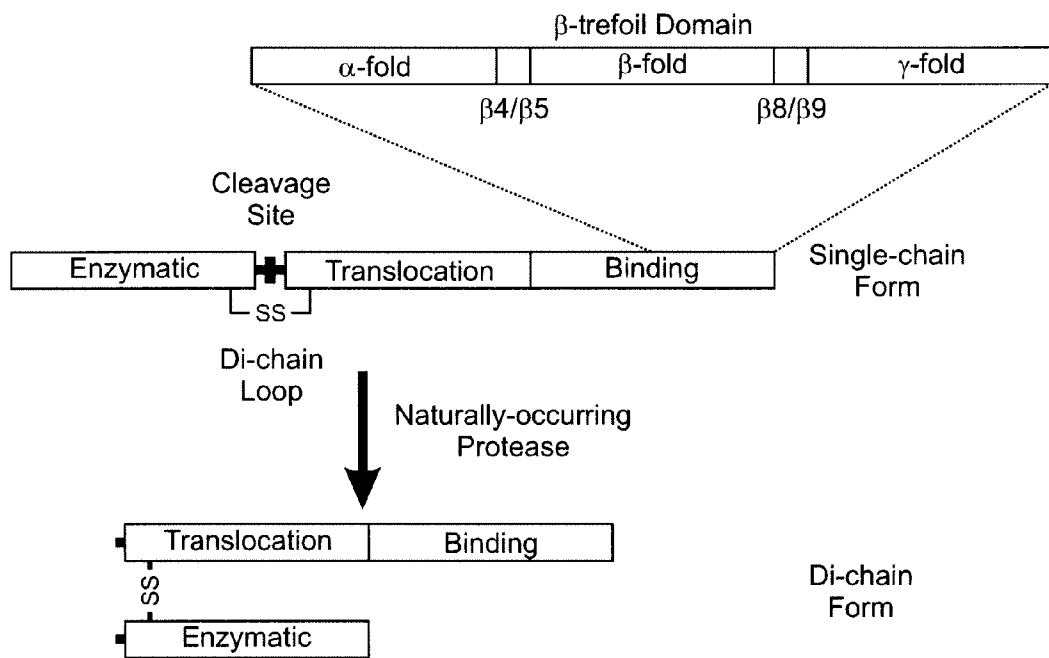 β-trefoil Domain
α-fold β-fold γ-fold
β4/β5 β8/β9
Cleavage
Site
Enzymatic Translocation Binding
Single-chain
Form
SS
Di-chain
Loop
Naturally-occurring
Protease
Translocation Binding
SS
Enzymatic
Di-chain
Form